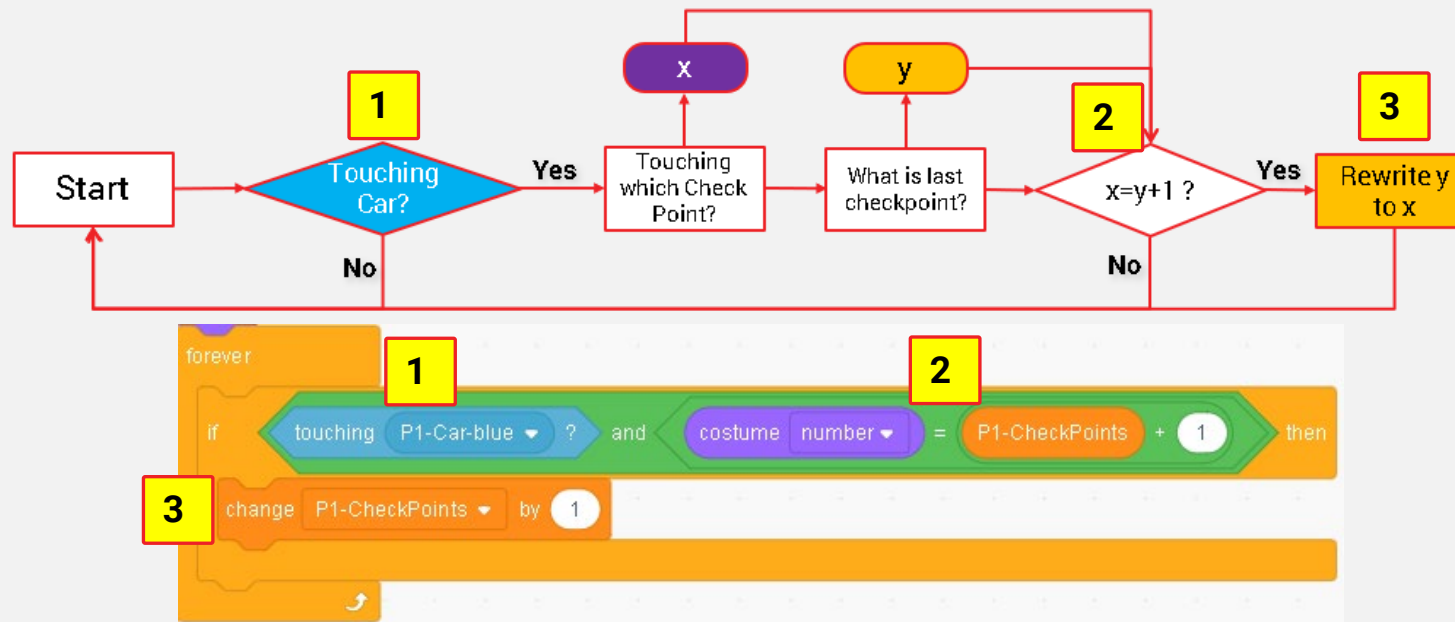 x
y
1
2
3
Start
Touching
Car?
Yes
Touching
which Check
Point?
What is last
checkpoint?
x=y+1 ?
Yes
Rewrite y
to x
No
No
forever
1
2
if touching P1-Car-blue ? and costume number = P1-CheckPoints + 1 then
3
change P1-CheckPoints by 1